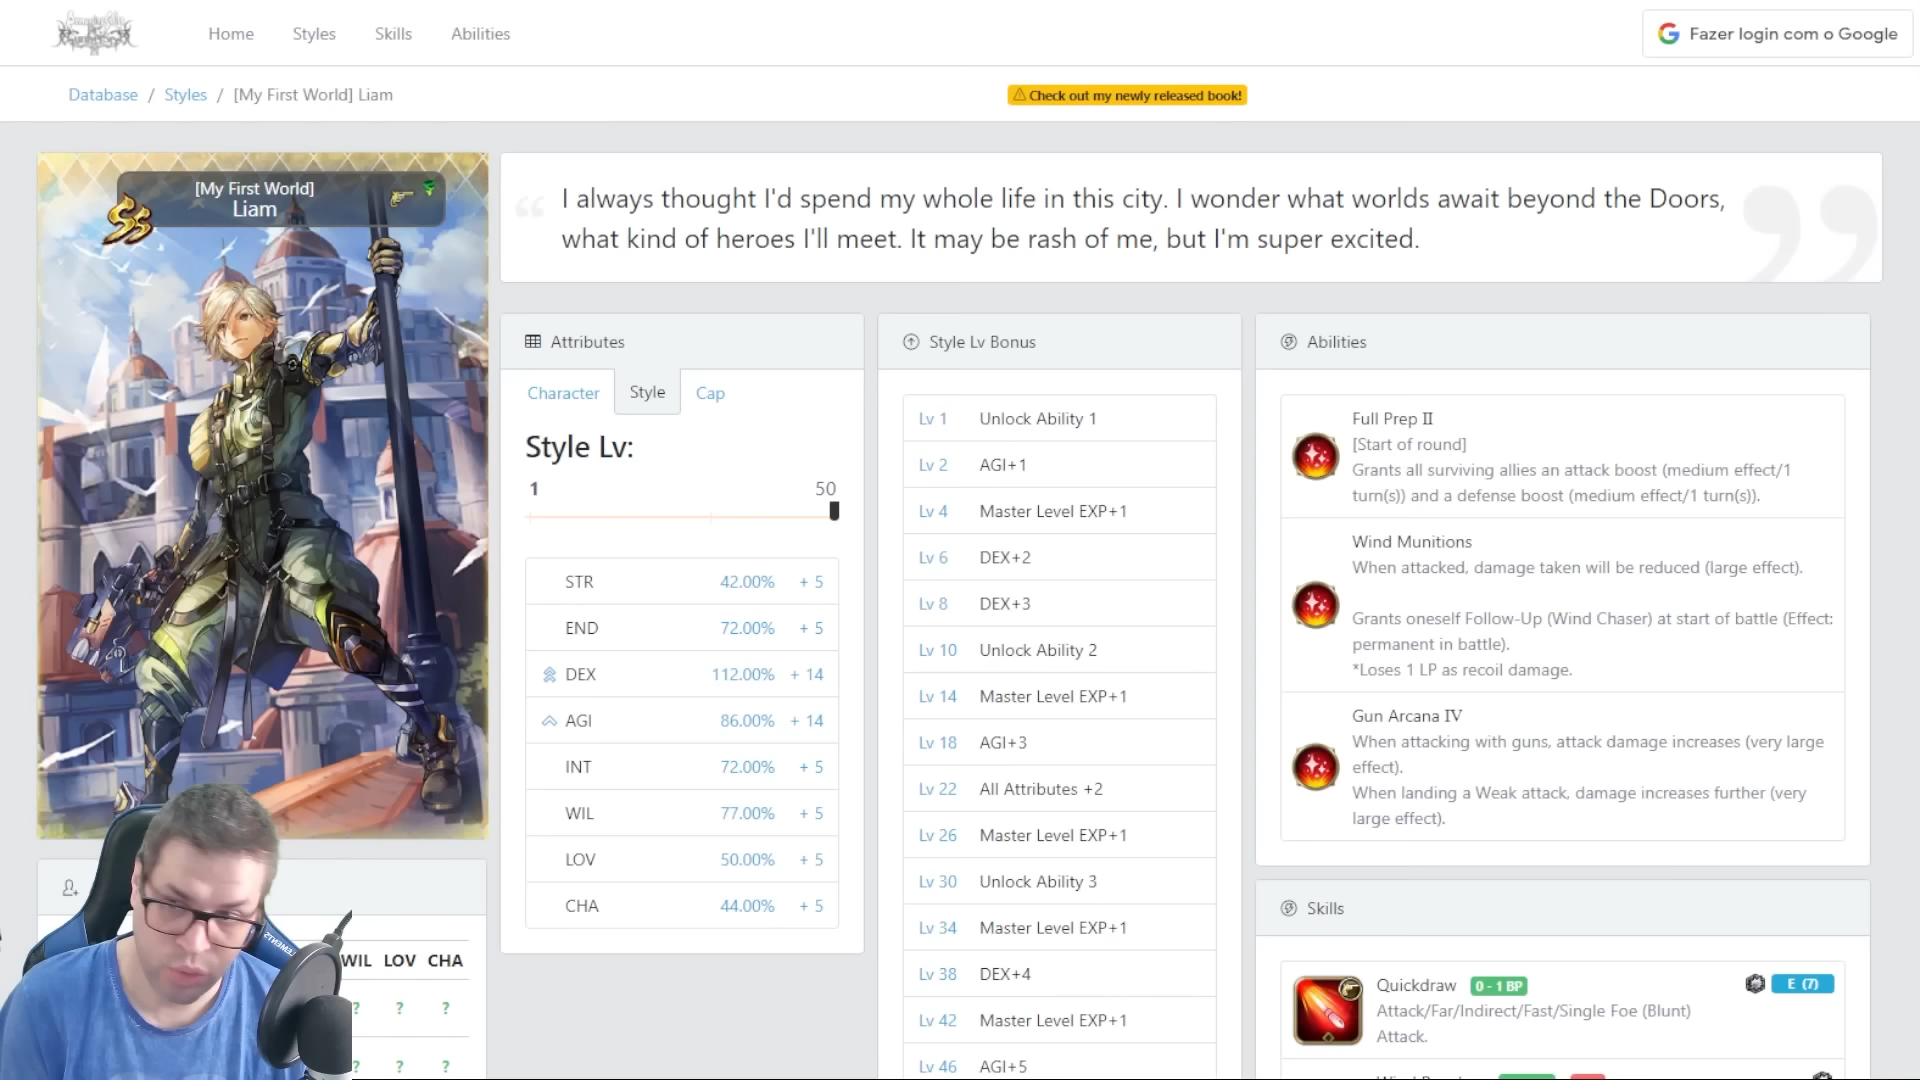 Home
Styles
Skills
Abilities
Fazer login com o Google
Database / Styles / [My First World] Liam
Check out my newly released book!
[My First World]
Liam
SS
I always thought I'd spend my whole life in this city. I wonder what worlds await beyond the Doors,
what kind of heroes I'll meet. It may be rash of me, but I'm super excited.
Attributes
Character
Style
Cap
Style Lv:
1
50
STR 42.00% + 5
END 72.00% + 5
DEX 112.00% + 14
AGI 86.00% + 14
INT 72.00% + 5
WIL 77.00% + 5
LOV 50.00% + 5
CHA 44.00% + 5
Style Lv Bonus
Lv 1 Unlock Ability 1
Lv 2 AGI+1
Lv 4 Master Level EXP+1
Lv 6 DEX+2
Lv 8 DEX+3
Lv 10 Unlock Ability 2
Lv 14 Master Level EXP+1
Lv 18 AGI+3
Lv 22 All Attributes +2
Lv 26 Master Level EXP+1
Lv 30 Unlock Ability 3
Lv 34 Master Level EXP+1
Lv 38 DEX+4
Lv 42 Master Level EXP+1
Lv 46 AGI+5
Abilities
Full Prep II
[Start of round]
Grants all surviving allies an attack boost (medium effect/1
turn(s)) and a defense boost (medium effect/1 turn(s)).
Wind Munitions
When attacked, damage taken will be reduced (large effect).
Grants oneself Follow-Up (Wind Chaser) at start of battle (Effect:
permanent in battle).
*Loses 1 LP as recoil damage.
Gun Arcana IV
When attacking with guns, attack damage increases (very large
effect).
When landing a Weak attack, damage increases further (very
large effect).
Skills
Quickdraw 0 - 1 BP E (7)
Attack/Far/Indirect/Fast/Single Foe (Blunt)
Attack.
WIL LOV CHA
? ? ?
? ? ?